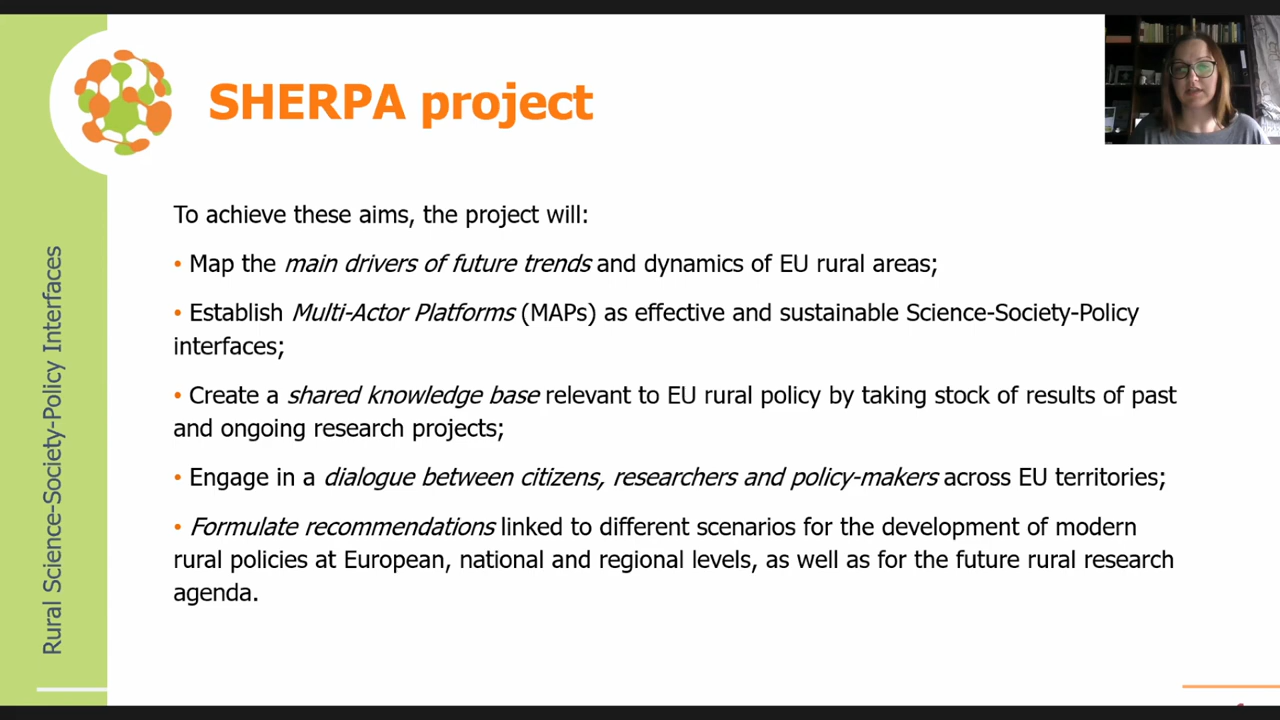 SHERPA project
To achieve these aims, the project will:
• Map the main drivers of future trends and dynamics of EU rural areas;
• Establish Multi-Actor Platforms (MAPs) as effective and sustainable Science-Society-Policy
interfaces;
• Create a shared knowledge base relevant to EU rural policy by taking stock of results of past
and ongoing research projects;
• Engage in a dialogue between citizens, researchers and policy-makers across EU territories;
• Formulate recommendations linked to different scenarios for the development of modern
rural policies at European, national and regional levels, as well as for the future rural research
agenda.
Rural Science-Society-Policy Interfaces